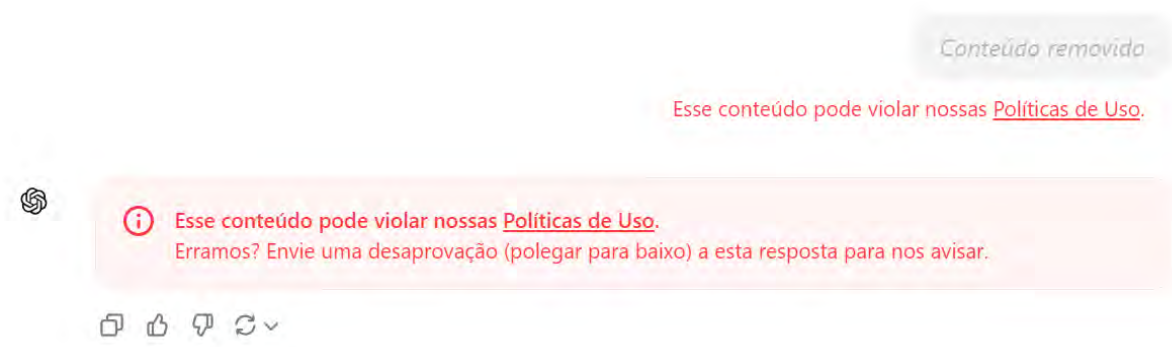 Conteúdo removido
Esse conteúdo pode violar nossas Políticas de Uso.
Esse conteúdo pode violar nossas Políticas de Uso.
Erramos? Envie uma desaprovação (polegar para baixo) a esta resposta para nos avisar.